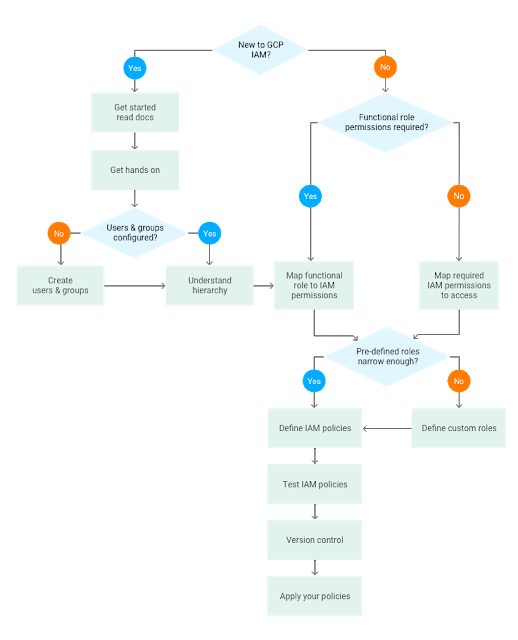 New to GCP
IAM?
Yes
No
Get started
read docs
Functional role
permissions required?
Get hands on
Yes
No
Users & groups
configured?
No
Yes
Create
users & groups
Understand
hierarchy
Map functional
role to IAM
permissions
Map required
IAM permissions
to access
Pre-defined roles
narrow enough?
Yes
No
Define IAM policies
Define custom roles
Test IAM policies
Version control
Apply your policies